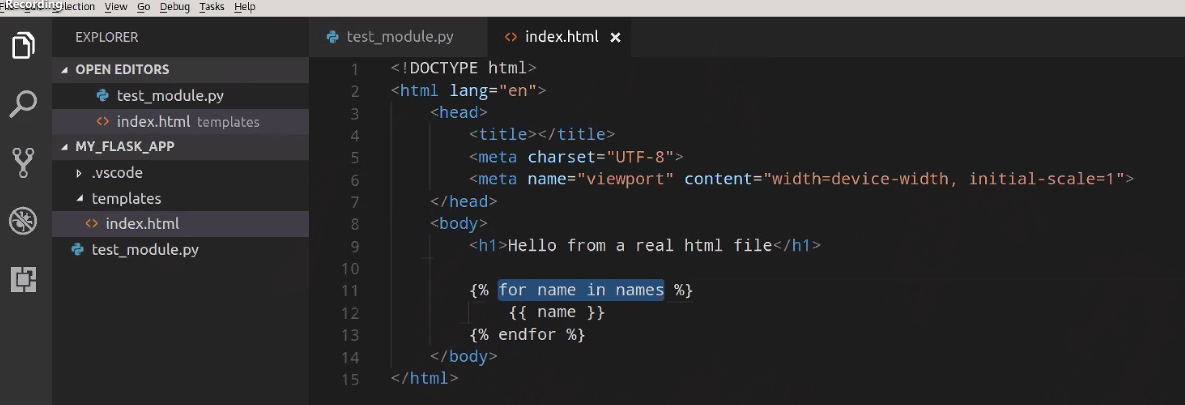 Recording
Selection View Go Debug Tasks Help
EXPLORER
OPEN EDITORS
test_module.py
index.html templates
MY_FLASK_APP
.vscode
templates
index.html
test_module.py
test_module.py
index.html
1 <!DOCTYPE html>
2 <html lang="en">
3 <head>
4 <title></title>
5 <meta charset="UTF-8">
6 <meta name="viewport" content="width=device-width, initial-scale=1">
7 </head>
8 <body>
9 <h1>Hello from a real html file</h1>
10
11 {% for name in names %}
12 {{ name }}
13 {% endfor %}
14 </body>
15 </html>